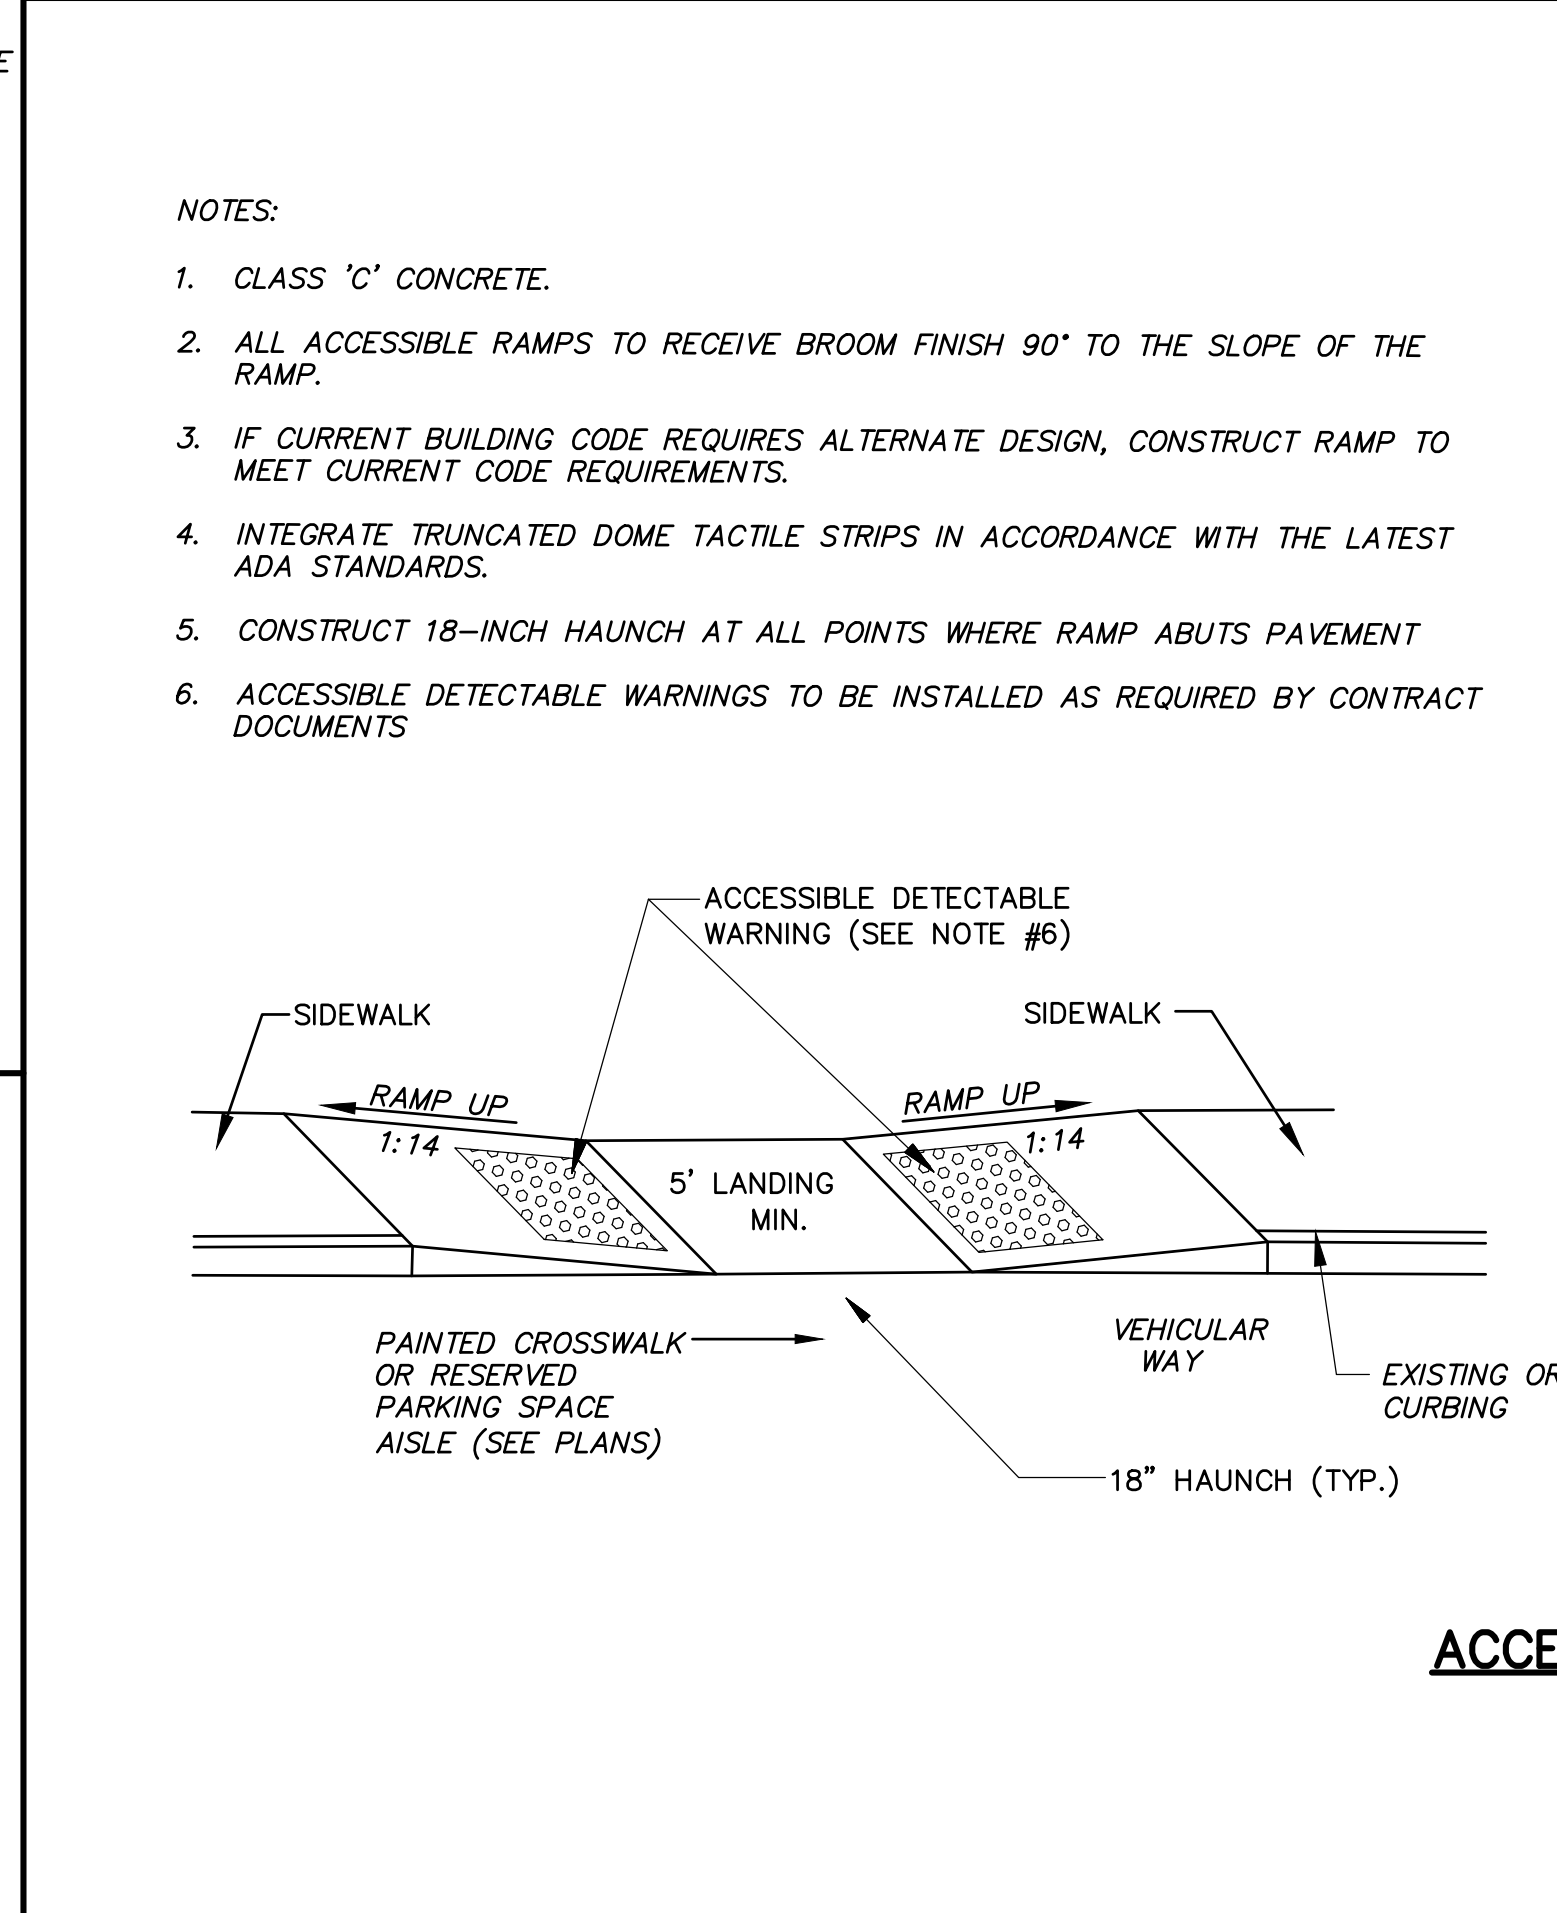 NOTES:
1. CLASS 'C' CONCRETE.
2. ALL ACCESSIBLE RAMPS TO RECEIVE BROOM FINISH 90° TO THE SLOPE OF THE
RAMP.
3. IF CURRENT BUILDING CODE REQUIRES ALTERNATE DESIGN, CONSTRUCT RAMP TO
MEET CURRENT CODE REQUIREMENTS.
4. INTEGRATE TRUNCATED DOME TACTILE STRIPS IN ACCORDANCE WITH THE LATEST
ADA STANDARDS.
5. CONSTRUCT 18-INCH HAUNCH AT ALL POINTS WHERE RAMP ABUTS PAVEMENT
6. ACCESSIBLE DETECTABLE WARNINGS TO BE INSTALLED AS REQUIRED BY CONTRACT
DOCUMENTS
ACCESSIBLE DETECTABLE
WARNING (SEE NOTE #6)
SIDEWALK
SIDEWALK
RAMP UP
1:14
RAMP UP
1:14
5' LANDING
MIN.
PAINTED CROSSWALK
OR RESERVED
PARKING SPACE
AISLE (SEE PLANS)
VEHICULAR
WAY
EXISTING OR
CURBING
18" HAUNCH (TYP.)